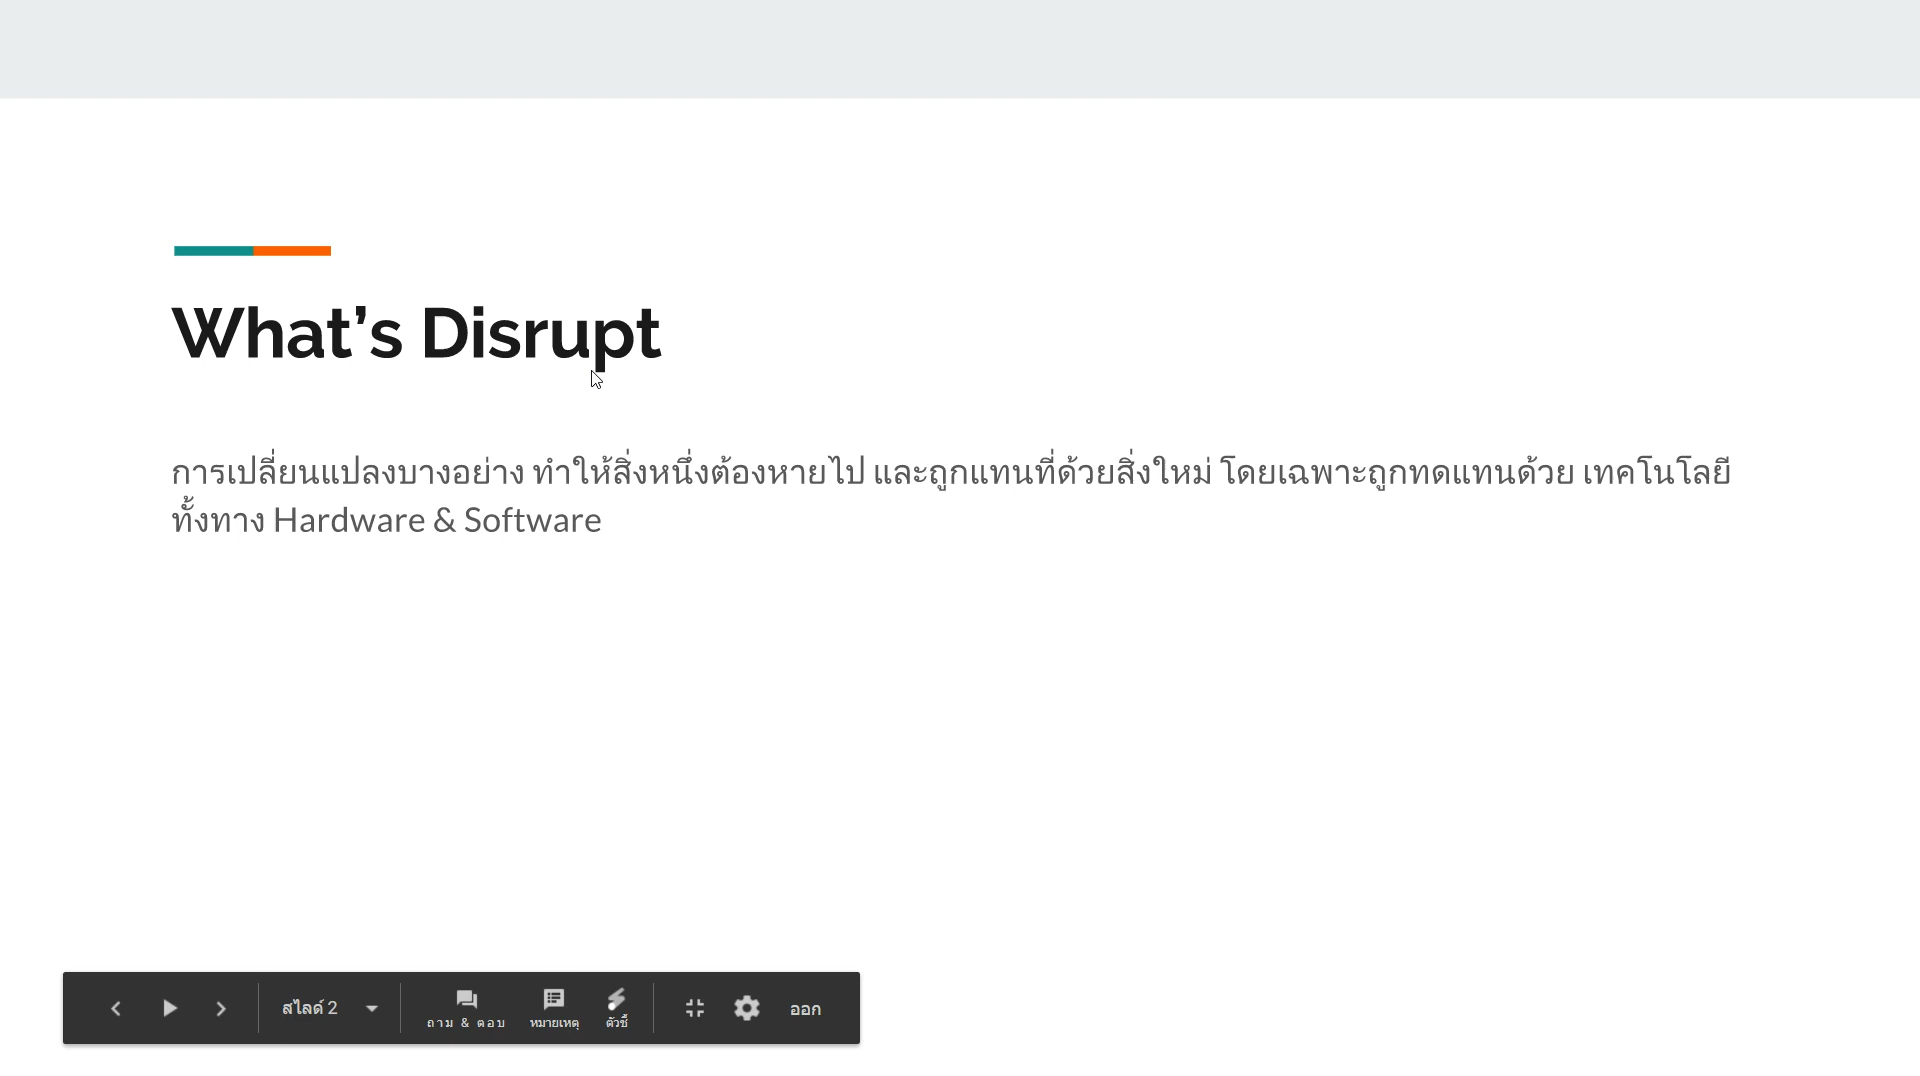 What’s Disrupt
การเปลี่ยนแปลงบางอย่าง ทำให้สิ่งหนึ่งต้องหายไป และถูกแทนที่ด้วยสิ่งใหม่ โดยเฉพาะถูกทดแทนด้วย เทคโนโลยี
ทั้งทาง Hardware & Software
สไลด์ 2
ถาม & ตอบ
หมายเหตุ
ตัวชี้
ออก